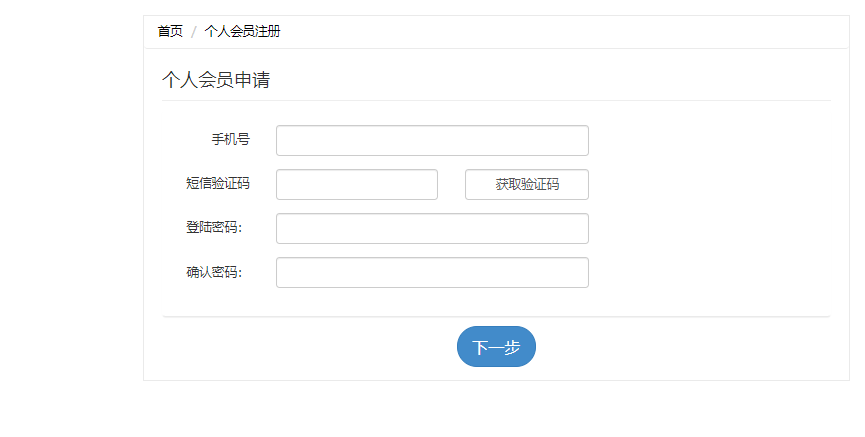 首页 / 个人会员注册
个人会员申请
手机号
短信验证码 获取验证码
登陆密码：
确认密码：
下一步